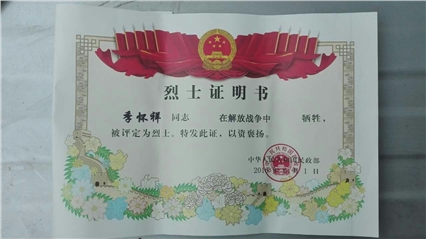 烈士证明书
李怀祥 同志 在解放战争中 牺牲，
被评定为烈士。特发此证，以资褒扬。
中华人民共和国民政部